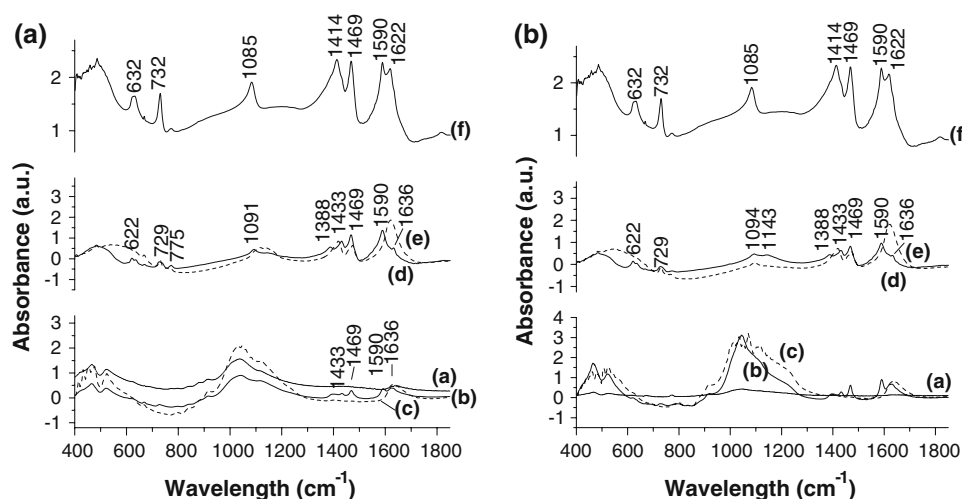 (a)
632 732 1085 1414 1469 1590 1622
2
1
(f)
3
2
1
0
-1
622 729 775 1091 1388 1433 1469 1590 1636
(e)
(d)
3
2
1
0
-1
1433 1469 1590 1636
(a)
(b)
(c)
400 600 800 1000 1200 1400 1600 1800
Absorbance (a.u.)
Wavelength (cm-1)
(b)
632 732 1085 1414 1469 1590 1622
2
1
(f)
3
2
1
0
-1
622 729 1094 1143 1388 1433 1469 1590 1636
(e)
(d)
4
3
2
1
0
-1
(c)
(b)
(a)
400 600 800 1000 1200 1400 1600 1800
Absorbance (a.u.)
Wavelength (cm-1)